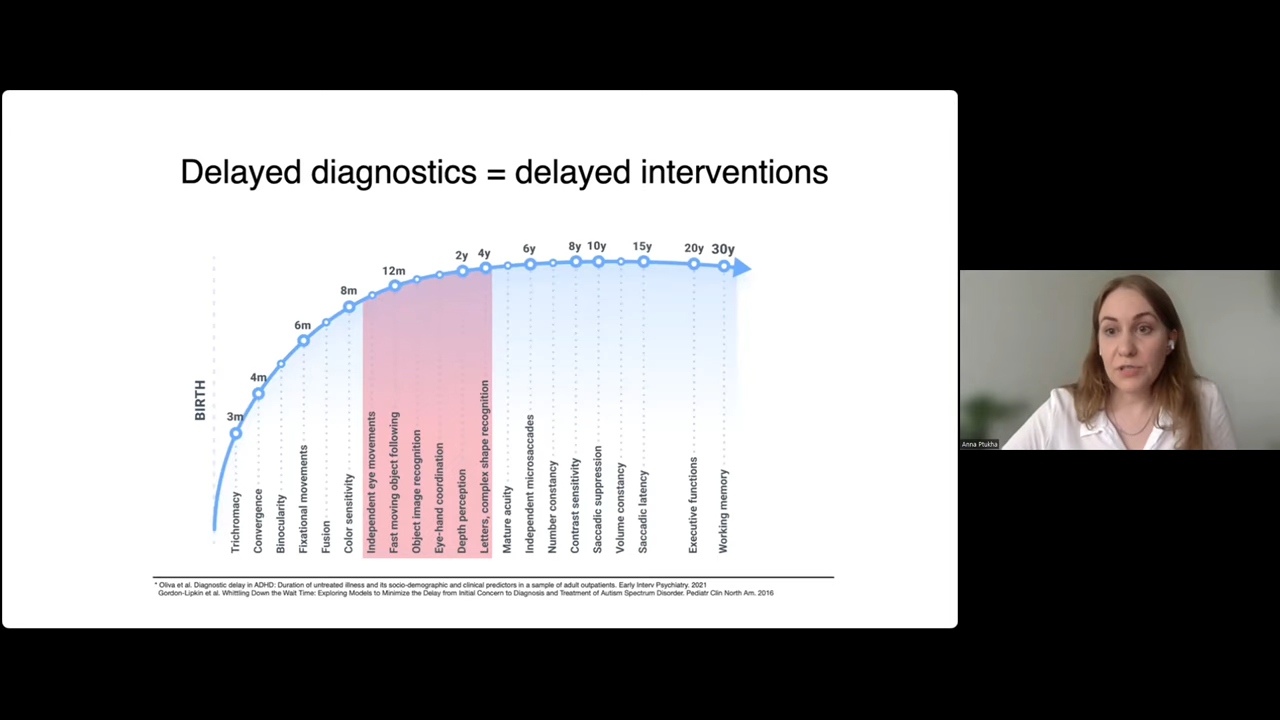 Delayed diagnostics = delayed interventions
BIRTH
3m
4m
6m
8m
12m
2y
4y
6y
8y
10y
15y
20y
30y
Trichromacy
Convergence
Binocularity
Fixational movements
Fusion
Color sensitivity
Independent eye movements
Fast moving object following
Object image recognition
Eye-hand coordination
Depth perception
Letters, complex shape recognition
Mature acuity
Independent microsaccades
Number constancy
Contrast sensitivity
Saccadic suppression
Volume constancy
Saccadic latency
Executive functions
Working memory
* Oliva et al. Diagnostic delay in ADHD: Duration of untreated illness and its socio-demographic and clinical predictors in a sample of adult outpatients. Early Interv Psychiatry. 2021
Gordon-Lipkin et al. Whittling Down the Wait Time: Exploring Models to Minimize the Delay from Initial Concern to Diagnosis and Treatment of Autism Spectrum Disorder. Pediatr Clin North Am. 2016
Anna Ptukha